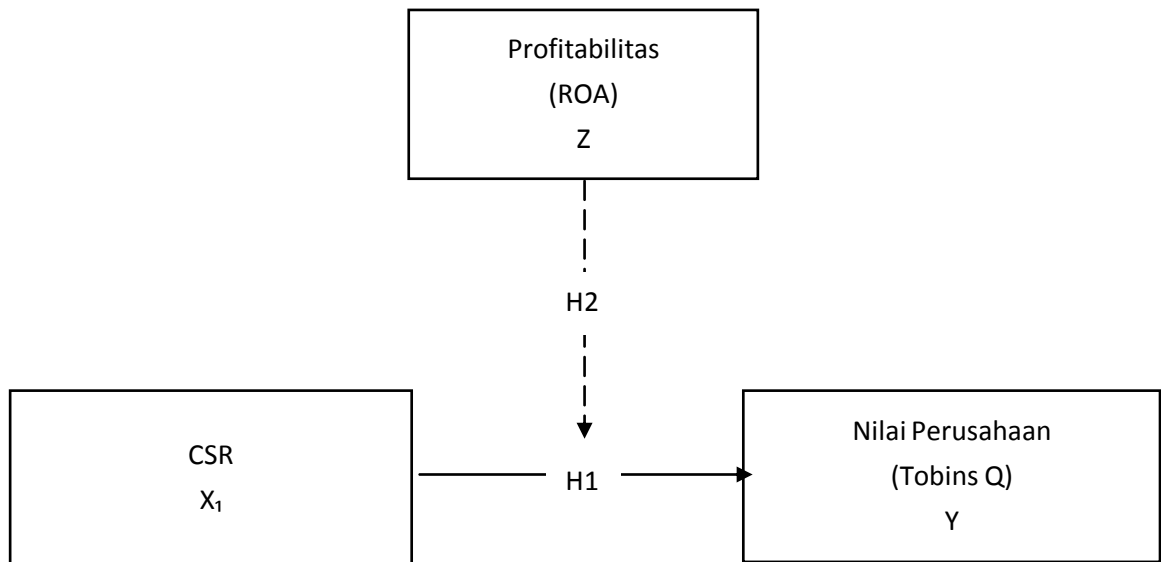 Profitabilitas
(ROA)
Z
H2
CSR
X₁
H1
Nilai Perusahaan
(Tobins Q)
Y